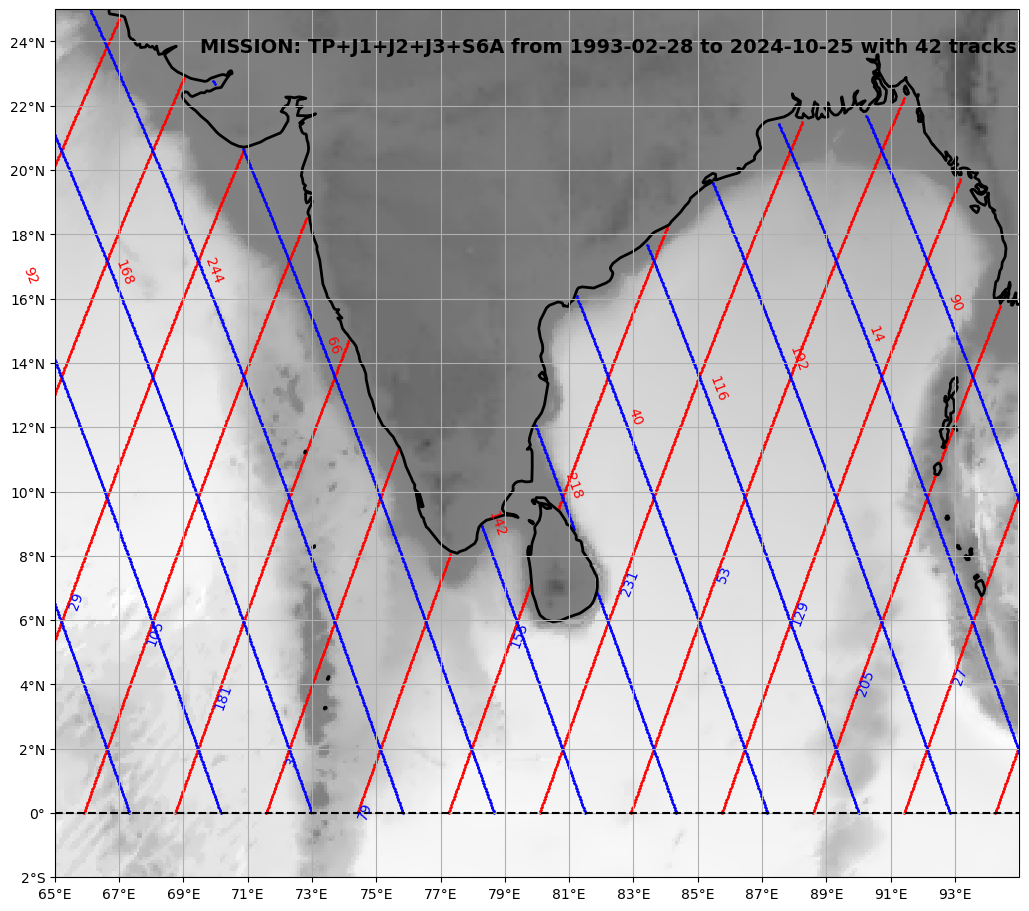 MISSION: TP+J1+J2+J3+S6A from 1993-02-28 to 2024-10-25 with 42 tracks
24°N
22°N
20°N
18°N
16°N
14°N
12°N
10°N
8°N
6°N
4°N
2°N
0°
2°S
92
168
244
66
90
14
192
116
40
218
142
29
105
181
3
79
155
231
53
129
205
27
65°E 67°E 69°E 71°E 73°E 75°E 77°E 79°E 81°E 83°E 85°E 87°E 89°E 91°E 93°E